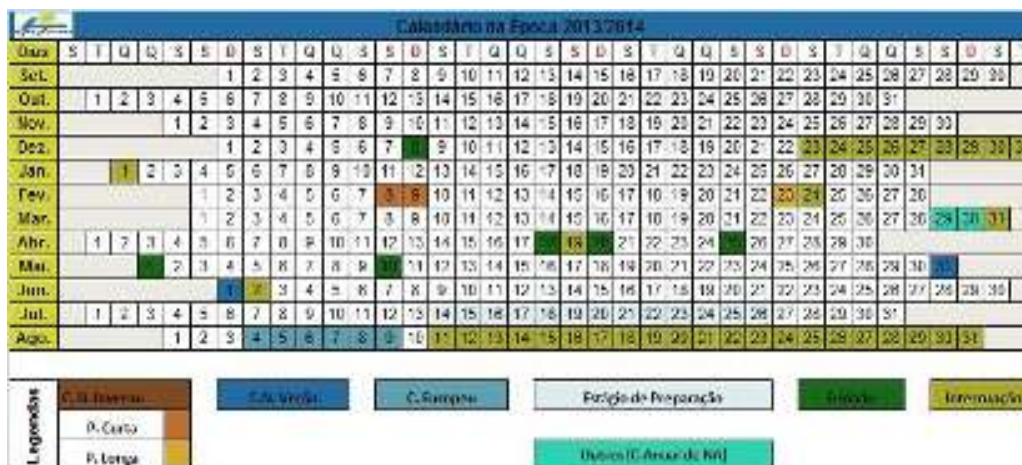 Calendário da Época 2013/2014
Dias S T Q Q S S D S T Q Q S S D S T Q Q S S D S T Q Q S S D S T Q Q S S D S
Set. 1 2 3 4 5 6 7 8 9 10 11 12 13 14 15 16 17 18 19 20 21 22 23 24 25 26 27 28 29 30
Out. 1 2 3 4 5 6 7 8 9 10 11 12 13 14 15 16 17 18 19 20 21 22 23 24 25 26 27 28 29 30 31
Nov. 1 2 3 4 5 6 7 8 9 10 11 12 13 14 15 16 17 18 19 20 21 22 23 24 25 26 27 28 29 30
Dez. 1 2 3 4 5 6 7 8 9 10 11 12 13 14 15 16 17 18 19 20 21 22 23 24 25 26 27 28 29 30
Jan. 1 2 3 4 5 6 7 8 9 10 11 12 13 14 15 16 17 18 19 20 21 22 23 24 25 26 27 28 29 30 31
Fev. 1 2 3 4 5 6 7 8 9 10 11 12 13 14 15 16 17 18 19 20 21 22 23 24 25 26 27 28
Mar. 1 2 3 4 5 6 7 8 9 10 11 12 13 14 15 16 17 18 19 20 21 22 23 24 25 26 27 28 29 30 31
Abr. 1 2 3 4 5 6 7 8 9 10 11 12 13 14 15 16 17 18 19 20 21 22 23 24 25 26 27 28 29 30
Mai. 1 2 3 4 5 6 7 8 9 10 11 12 13 14 15 16 17 18 19 20 21 22 23 24 25 26 27 28 29 30 31
Jun. 1 2 3 4 5 6 7 8 9 10 11 12 13 14 15 16 17 18 19 20 21 22 23 24 25 26 27 28 29 30
Jul. 1 2 3 4 5 6 7 8 9 10 11 12 13 14 15 16 17 18 19 20 21 22 23 24 25 26 27 28 29 30 31
Ago. 1 2 3 4 5 6 7 8 9 10 11 12 13 14 15 16 17 18 19 20 21 22 23 24 25 26 27 28 29 30 31
Legendas
C.N. Inverno C.N. Verão C. Europeu Estágio de Preparação Feriado Interrupção
P. Curta
P. Longa Outros